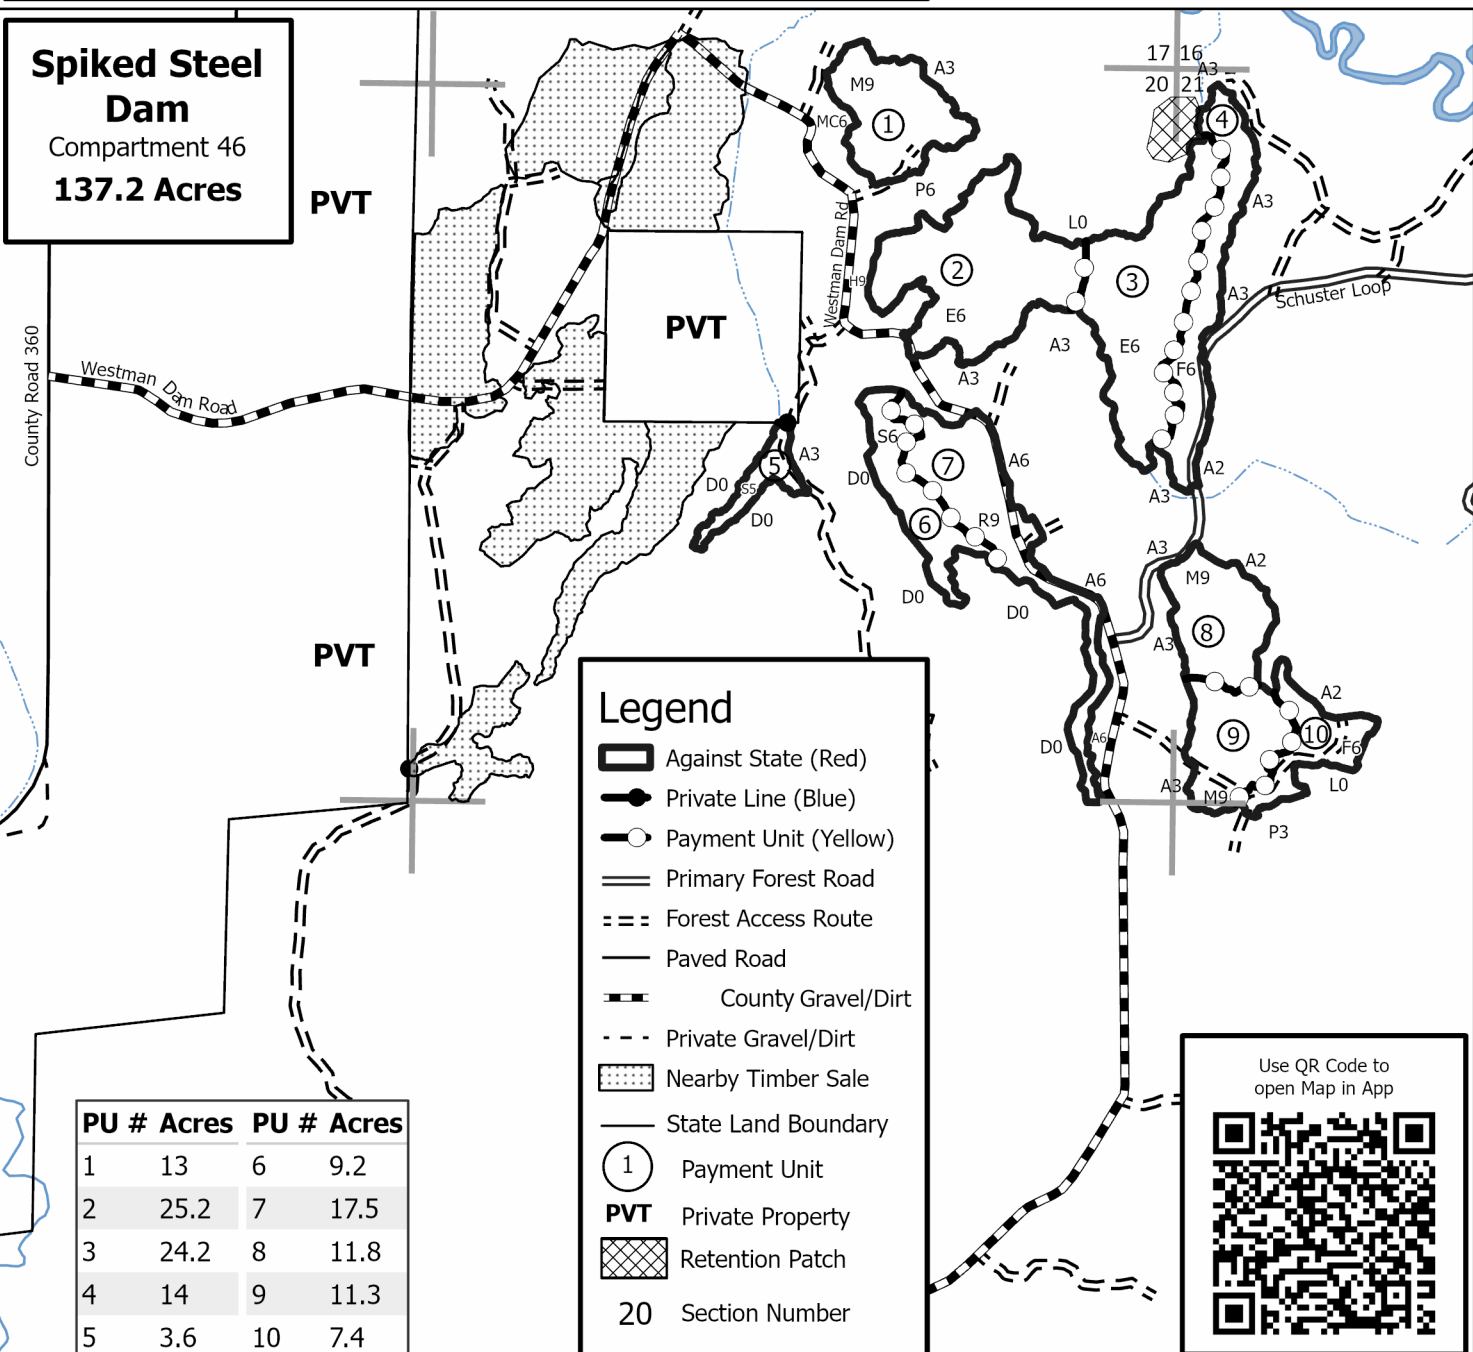 Spiked Steel
Dam
Compartment 46
137.2 Acres
PVT
17 16
20 21
A3
M9
A3
MC6
1
P6
4
A3
L0
Westman Dam Rd
H9
2
3
E6
A3
Schuster Loop
PVT
County Road 360
Westman Dam Road
A3
E6
F6
A3
S6
A3
5
D0
S5
D0
D0
7
A6
A2
A3
6
R9
A3
M9
A2
D0
D0
A6
8
A3
PVT
A2
D0
A6
9
10
F6
A3
M9
L0
P3
Legend
Against State (Red)
Private Line (Blue)
Payment Unit (Yellow)
Primary Forest Road
Forest Access Route
Paved Road
County Gravel/Dirt
Private Gravel/Dirt
Nearby Timber Sale
State Land Boundary
1 Payment Unit
PVT Private Property
Retention Patch
20 Section Number
PU # Acres PU # Acres
1 13 6 9.2
2 25.2 7 17.5
3 24.2 8 11.8
4 14 9 11.3
5 3.6 10 7.4
Use QR Code to
open Map in App